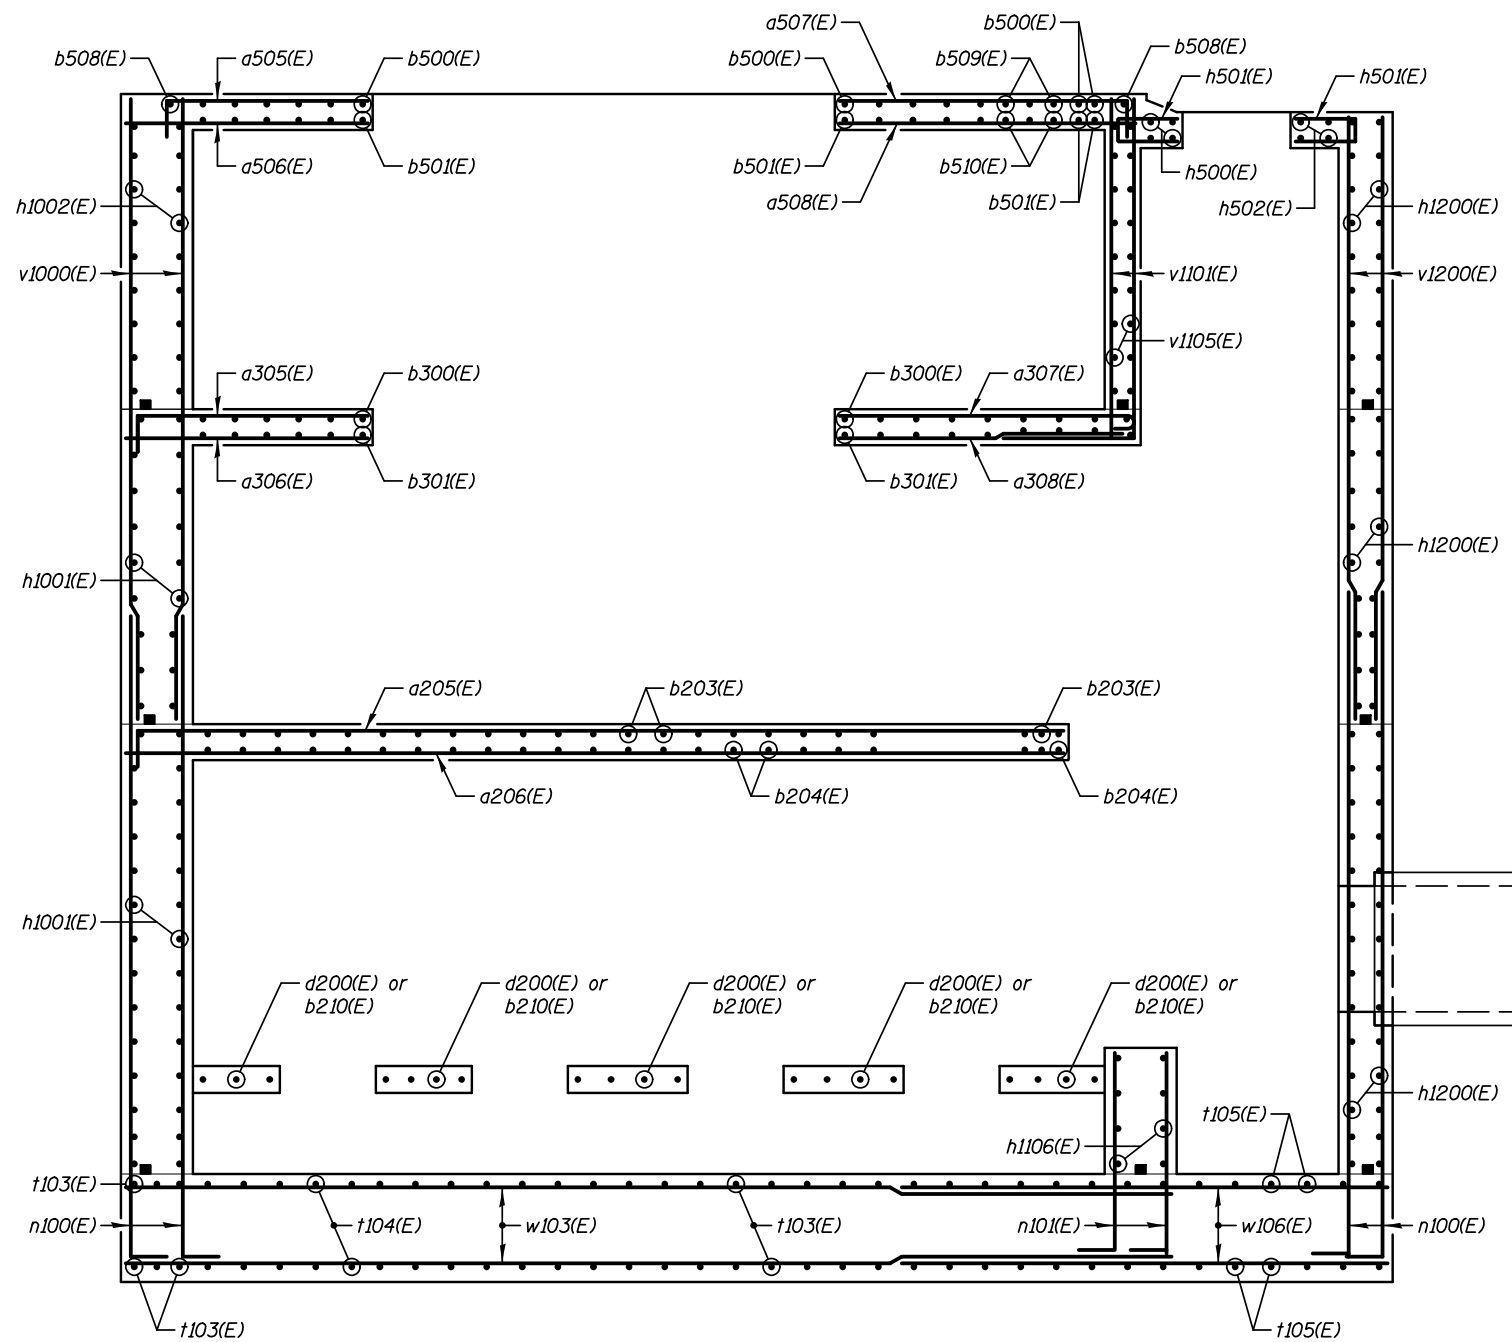 a507(E)
b500(E)
b508(E)
a505(E)
b500(E)
b500(E)
b509(E)
b508(E)
h501(E)
h501(E)
a506(E)
b501(E)
b501(E)
b510(E)
h500(E)
a508(E)
b501(E)
h502(E)
h1002(E)
h1200(E)
v1000(E)
v1101(E)
v1200(E)
v1105(E)
a305(E)
b300(E)
b300(E)
a307(E)
a306(E)
b301(E)
b301(E)
a308(E)
h1001(E)
h1200(E)
a205(E)
b203(E)
b203(E)
a206(E)
b204(E)
b204(E)
h1001(E)
d200(E) or
b210(E)
d200(E) or
b210(E)
d200(E) or
b210(E)
d200(E) or
b210(E)
d200(E) or
b210(E)
h1200(E)
t105(E)
h1106(E)
t103(E)
n100(E)
t104(E)
w103(E)
t103(E)
n101(E)
w106(E)
n100(E)
t103(E)
t105(E)